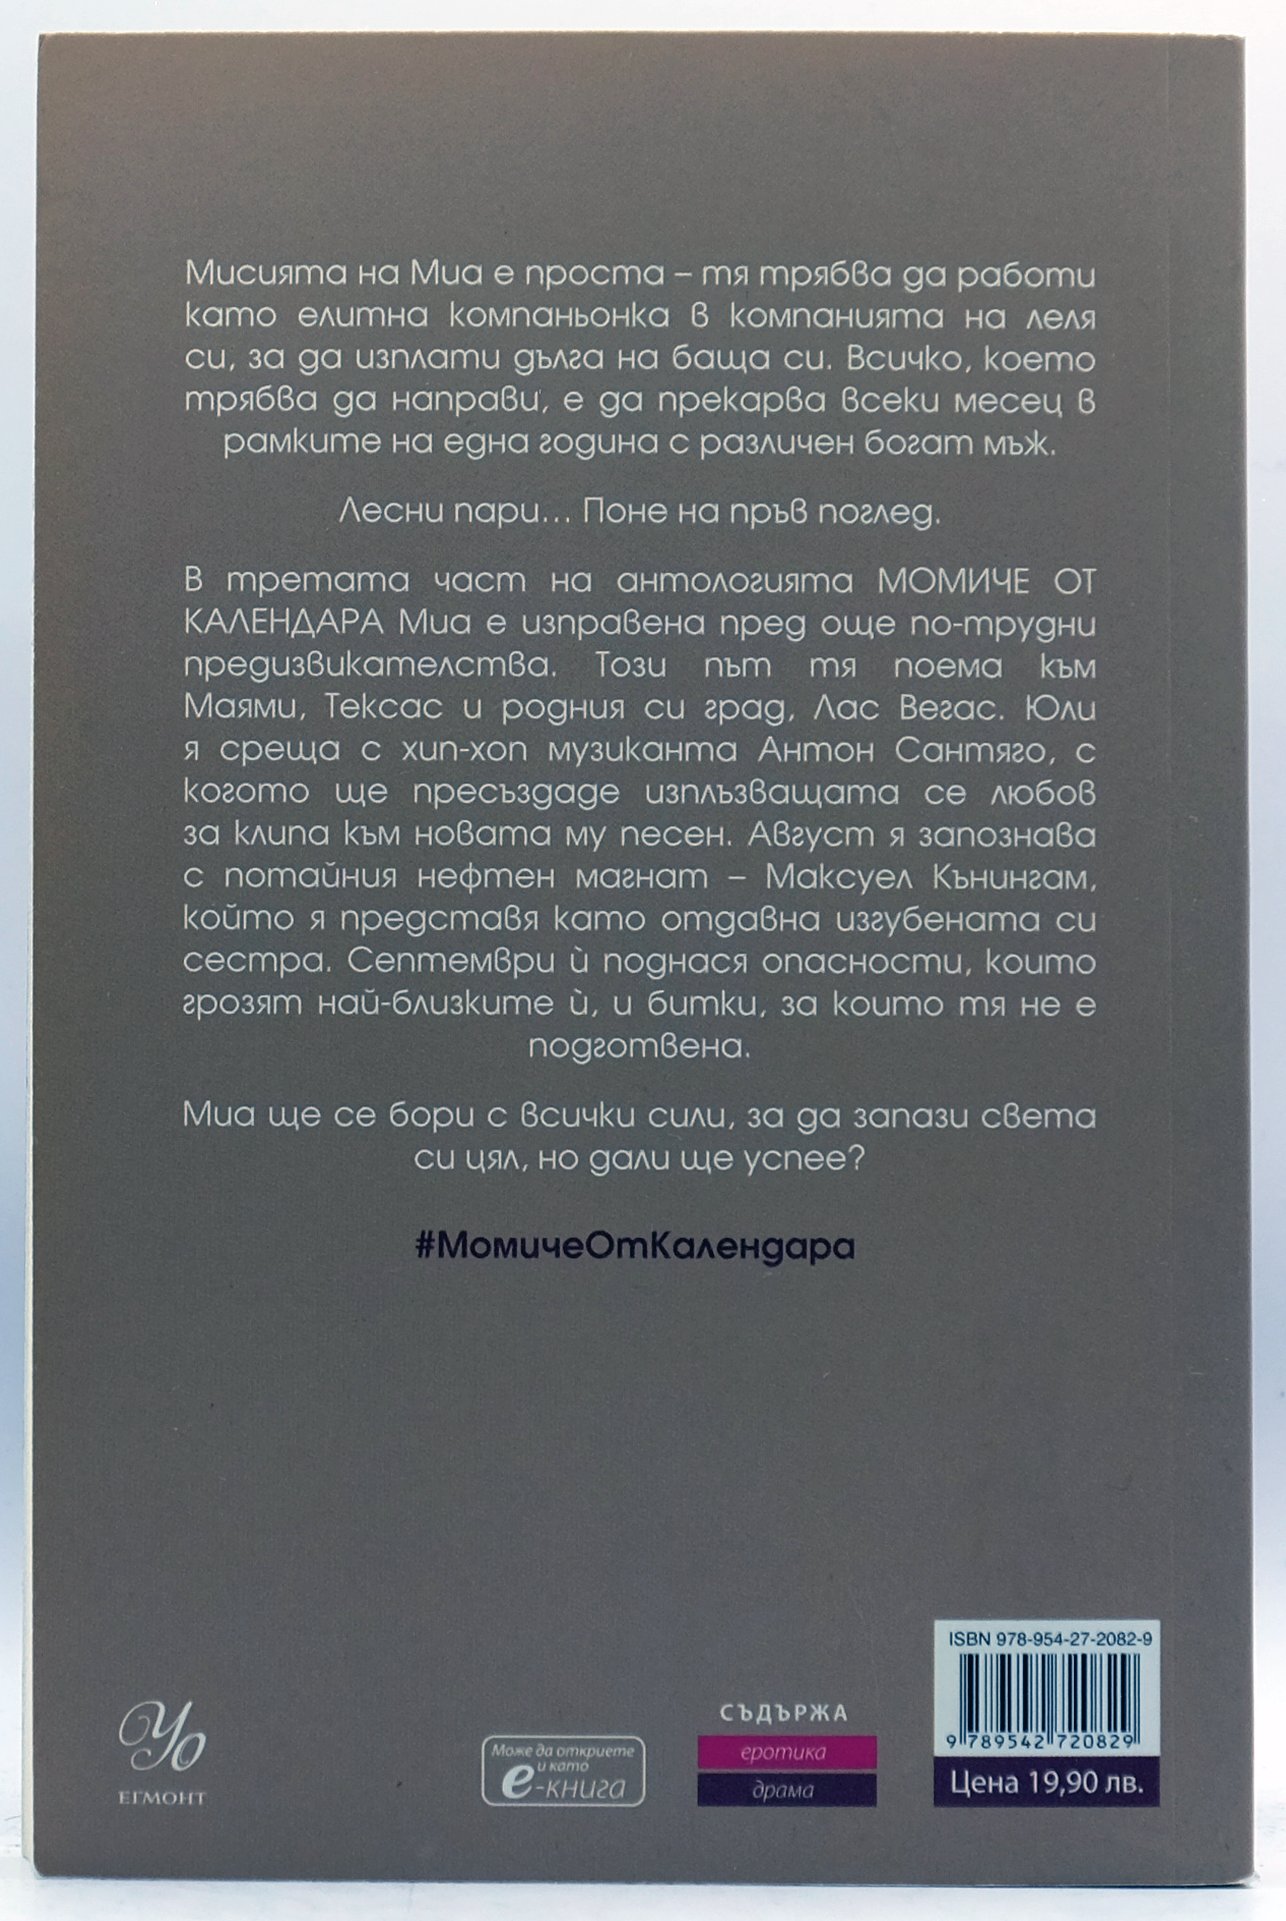 Мисията на Миа е проста – тя трябва да работи
като елитна компаньонка в компанията на леля
си, за да изплати дълга на баща си. Всичко, което
трябва да направи, е да прекарва всеки месец в
рамките на една година с различен богат мъж.
Лесни пари... Поне на пръв поглед.
В третата част на антологията МОМИЧЕ ОТ
КАЛЕНДАРА Миа е изправена пред още по-трудни
предизвикателства. Този път тя поема към
Маями, Тексас и родния си град, Лас Вегас. Юли
я среща с хип-хоп музиканта Антон Сантяго, с
когото ще пресъздаде изплъзващата се любов
за клипа към новата му песен. Август я запознава
с потайния нефтен магнат – Максуел Кънингам,
който я представя като отдавна изгубената си
сестра. Септември ѝ поднася опасности, които
грозят най-близките ѝ, и битки, за които тя не е
подготвена.
Миа ще се бори с всички сили, за да запази света
си цял, но дали ще успее?
#МомичеОтКалендара
Уо
ЕГМОНТ
Може да откриете
и като
е-книга
СЪДЪРЖА
еротика
драма
ISBN 978-954-27-2082-9
9 789542 720829
Цена 19,90 лв.